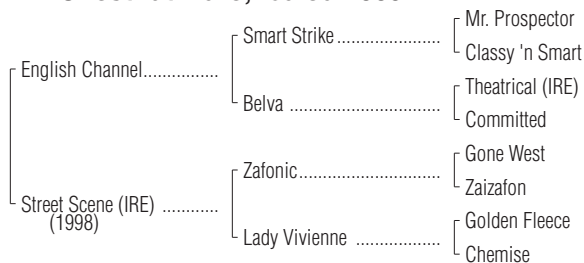 Smart Strike
Mr. Prospector
Classy 'n Smart
English Channel
Belva
Theatrical (IRE)
Committed
Street Scene (IRE)
(1998)
Zafonic
Gone West
Zaizafon
Lady Vivienne
Golden Fleece
Chemise